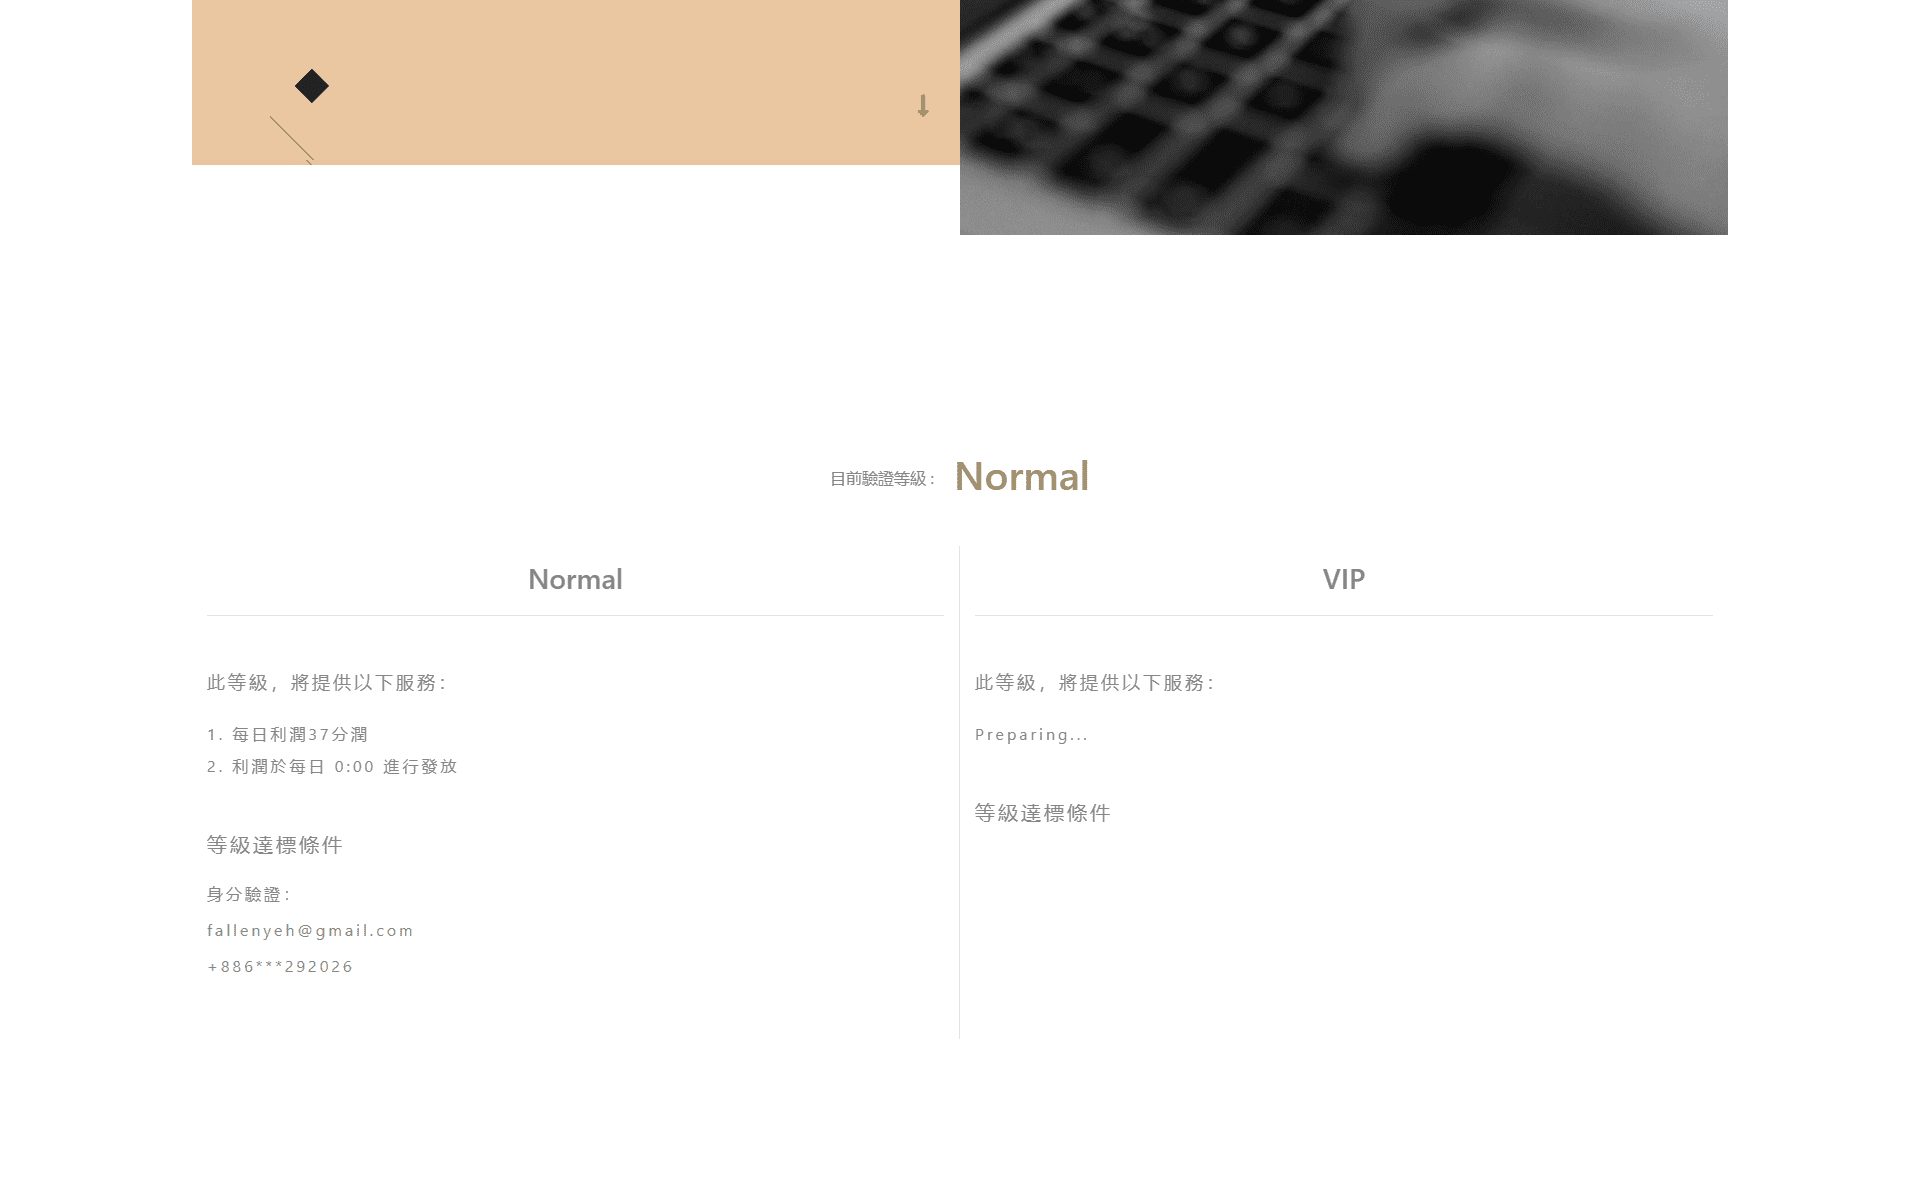 目前驗證等級： Normal
Normal
此等級，將提供以下服務：
1. 每日利潤37分潤
2. 利潤於每日 0:00 進行發放
等級達標條件
身分驗證：
fallenyeh@gmail.com
+886***292026
VIP
此等級，將提供以下服務：
Preparing...
等級達標條件